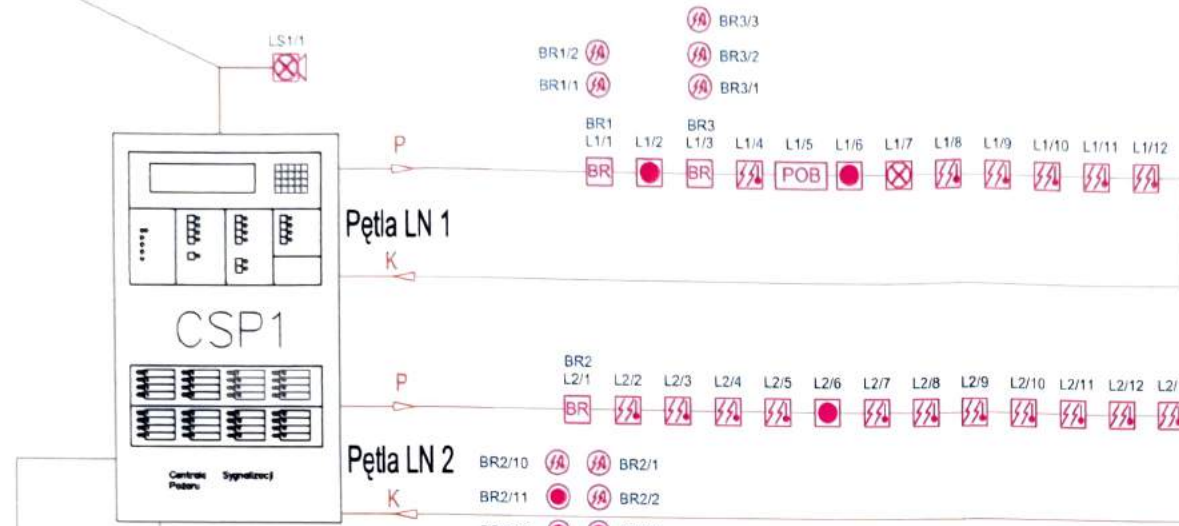 BR3/3
LS1/1
BR1/2
BR3/2
BR1/1
BR3/1
BR1
BR3
L1/1 L1/2 L1/3 L1/4 L1/5 L1/6 L1/7 L1/8 L1/9 L1/10 L1/11 L1/12
P
BR BR POB
Pętla LN 1
K
CSP1
BR2
L2/1 L2/2 L2/3 L2/4 L2/5 L2/6 L2/7 L2/8 L2/9 L2/10 L2/11 L2/12 L2/
P
BR
Pętla LN 2
BR2/10 BR2/1
Centrala Sygnalizacji
Pożaru
K
BR2/11 BR2/2